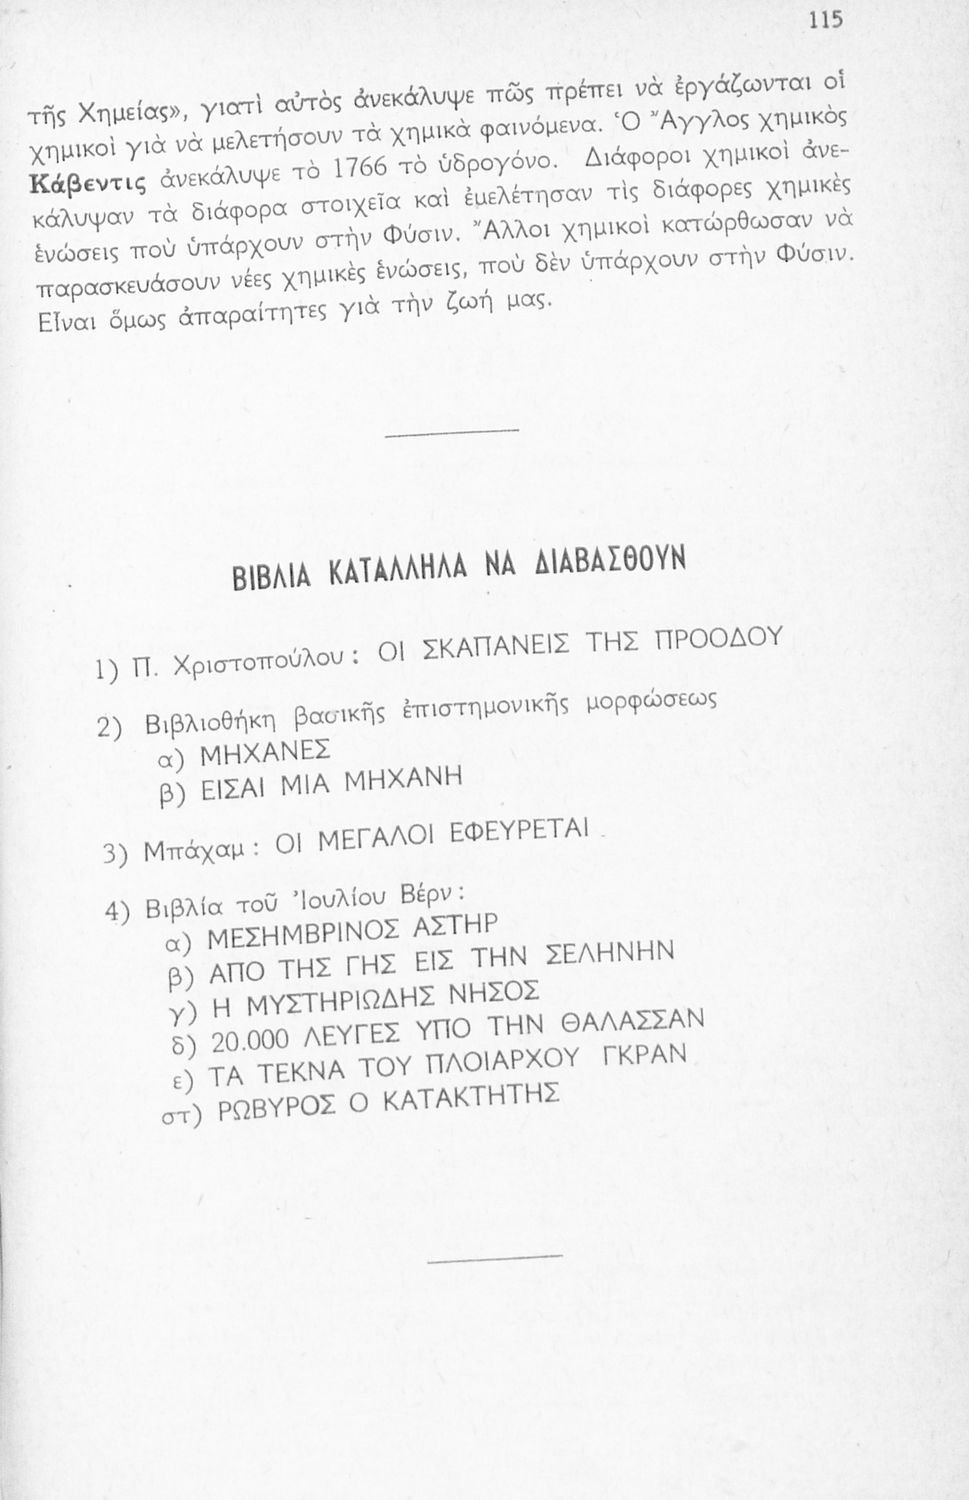 115
τῆς Χημείας», γιατὶ αὐτὸς ἀνεκάλυψε πῶς πρέπει νὰ ἐργάζωνται οἱ
χημικοὶ γιὰ νὰ μελετήσουν τὰ χημικὰ φαινόμενα. Ὁ Ἄγγλος χημικὸς
Κάβεντις ἀνεκάλυψε τὸ 1766 τὸ ὑδρογόνο. Διάφοροι χημικοὶ ἀνε-
κάλυψαν τὰ διάφορα στοιχεῖα καὶ ἐμελέτησαν τὶς διάφορες χημικὲς
ἑνώσεις ποὺ ὑπάρχουν στὴν Φύσιν. Ἄλλοι χημικοὶ κατώρθωσαν νὰ
παρασκευάσουν νέες χημικὲς ἑνώσεις, ποὺ δὲν ὑπάρχουν στὴν Φύσιν.
Εἶναι ὅμως ἀπαραίτητες γιὰ τὴν ζωή μας.
ΒΙΒΛΙΑ ΚΑΤΑΛΛΗΛΑ ΝΑ ΔΙΑΒΑΣΘΟΥΝ
1) Π. Χριστοπούλου : ΟΙ ΣΚΑΠΑΝΕΙΣ ΤΗΣ ΠΡΟΟΔΟΥ
2) Βιβλιοθήκη βασικῆς ἐπιστημονικῆς μορφώσεως
α) ΜΗΧΑΝΕΣ
β) ΕΙΣΑΙ ΜΙΑ ΜΗΧΑΝΗ
3) Μπάχαμ : ΟΙ ΜΕΓΑΛΟΙ ΕΦΕΥΡΕΤΑΙ
4) Βιβλία τοῦ Ἰουλίου Βέρν :
α) ΜΕΣΗΜΒΡΙΝΟΣ ΑΣΤΗΡ
β) ΑΠΟ ΤΗΣ ΓΗΣ ΕΙΣ ΤΗΝ ΣΕΛΗΝΗΝ
γ) Η ΜΥΣΤΗΡΙΩΔΗΣ ΝΗΣΟΣ
δ) 20.000 ΛΕΥΓΕΣ ΥΠΟ ΤΗΝ ΘΑΛΑΣΣΑΝ
ε) ΤΑ ΤΕΚΝΑ ΤΟΥ ΠΛΟΙΑΡΧΟΥ ΓΚΡΑΝ
στ) ΡΩΒΥΡΟΣ Ο ΚΑΤΑΚΤΗΤΗΣ